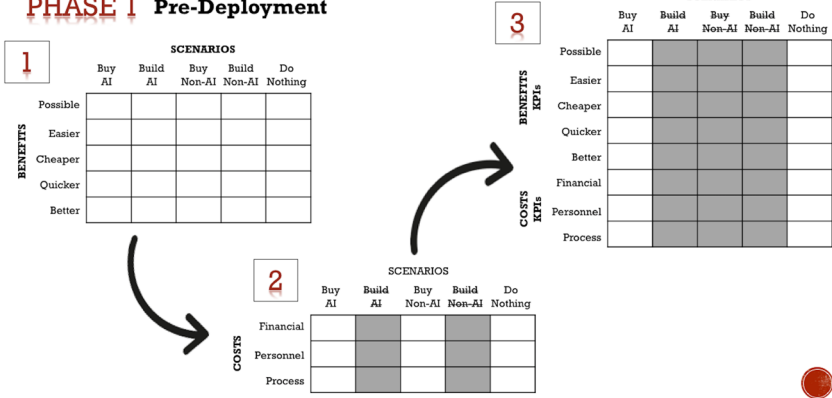 PHASE 1 Pre-Deployment
1
SCENARIOS
Buy AI
Build AI
Buy Non-AI
Build Non-AI
Do Nothing
BENEFITS
Possible
Easier
Cheaper
Quicker
Better
2
SCENARIOS
Buy AI
Build AI
Buy Non-AI
Build Non-AI
Do Nothing
COSTS
Financial
Personnel
Process
3
Buy AI
Build AI
Buy Non-AI
Build Non-AI
Do Nothing
BENEFITS KPIs
Possible
Easier
Cheaper
Quicker
Better
COSTS KPIs
Financial
Personnel
Process